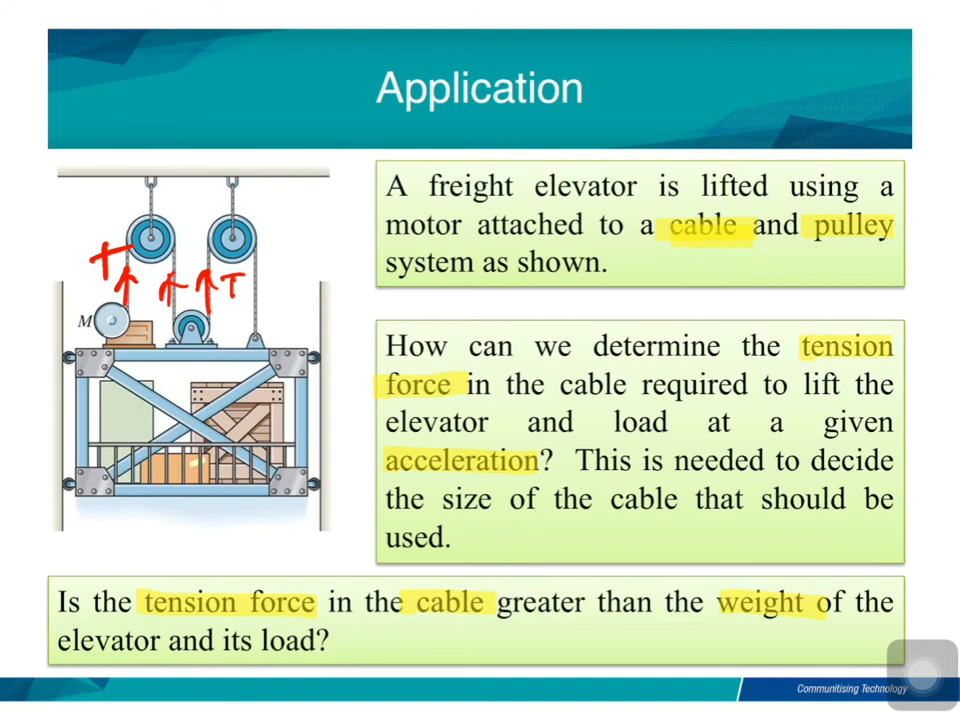 Application
A freight elevator is lifted using a
motor attached to a cable and pulley
system as shown.
T
T
M
How can we determine the tension
force in the cable required to lift the
elevator and load at a given
acceleration? This is needed to decide
the size of the cable that should be
used.
Is the tension force in the cable greater than the weight of the
elevator and its load?
Communitising Technology